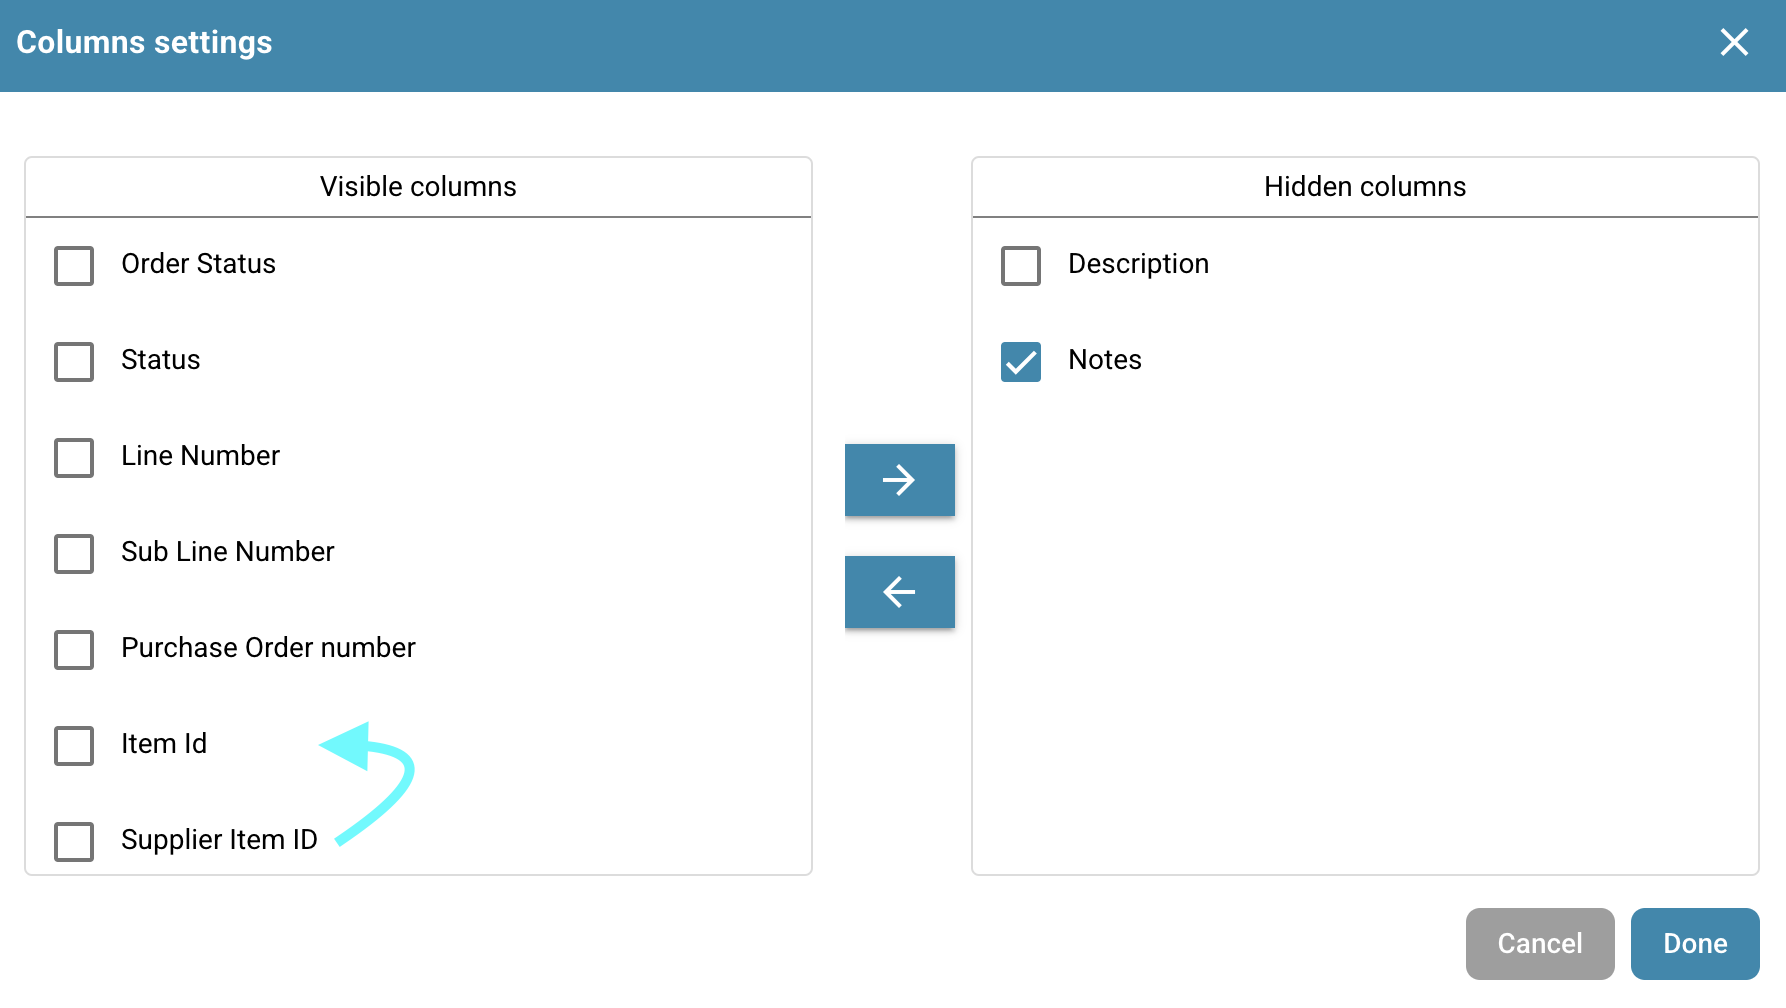 Columns settings
Visible columns
Order Status
Status
Line Number
Sub Line Number
Purchase Order number
Item Id
Supplier Item ID
Hidden columns
Description
Notes
Cancel
Done